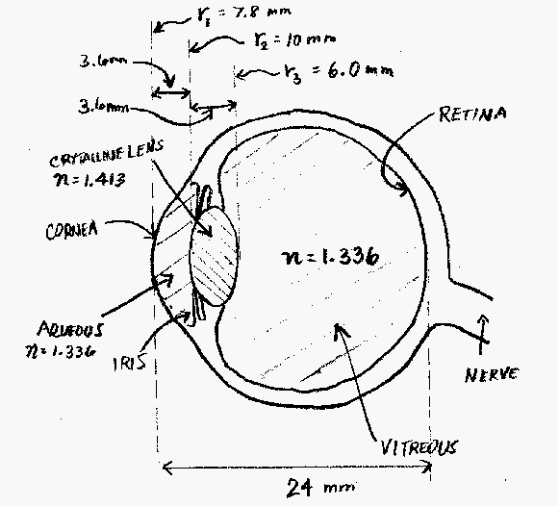 r₁ = 7.8 mm
r₂ = 10 mm
r₃ = 6.0 mm
3.6mm
3.6mm
RETINA
CRYTALLINE LENS
n=1.413
CORNEA
n=1.336
AQUEOUS
n=1.336
IRIS
NERVE
VITREOUS
24 mm